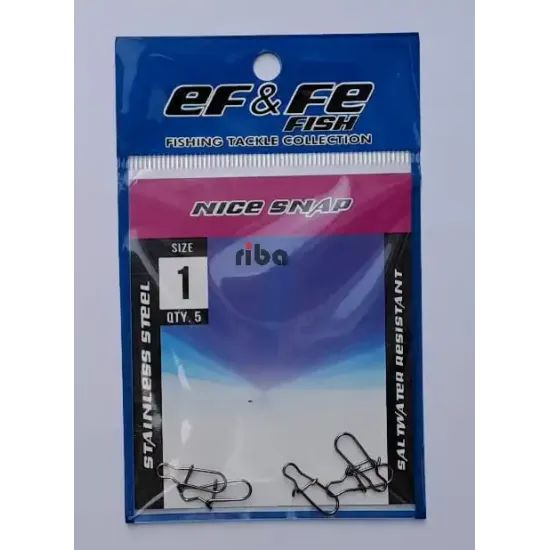 eF & Fe
FISH
FISHING TACKLE COLLECTION
NICE SNAP
SIZE
1
QTY. 5
riba
STAINLESS STEEL
SALTWATER RESISTANT